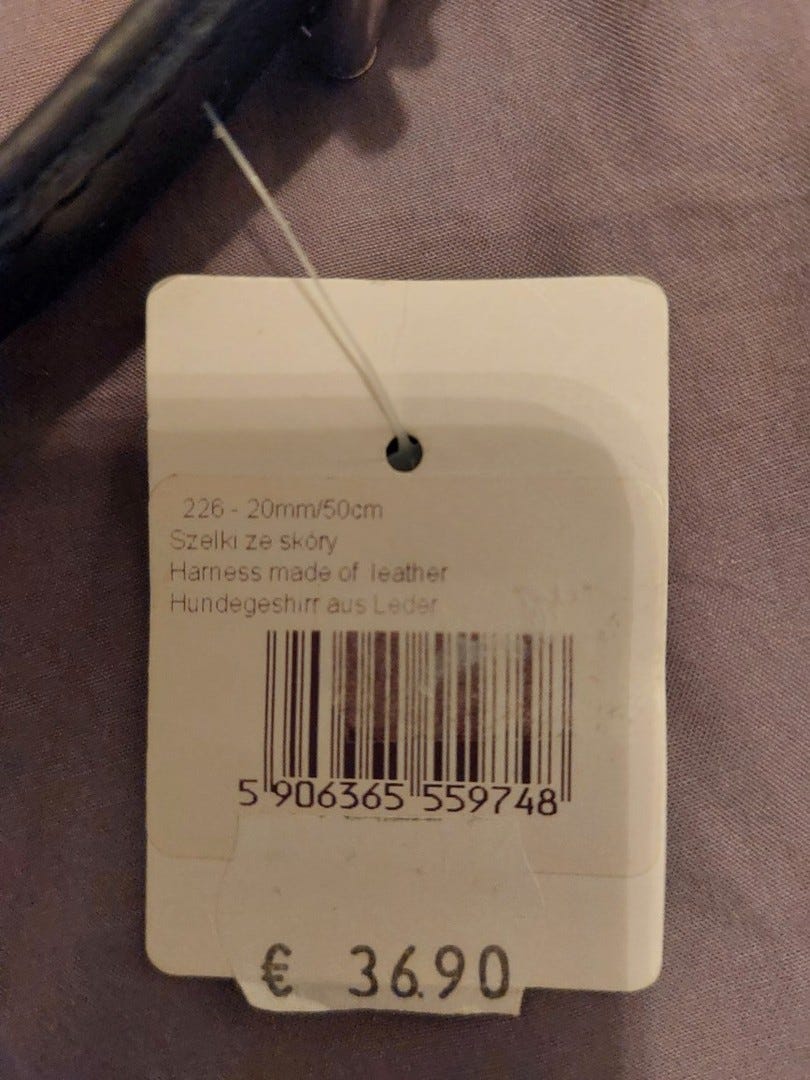 226 - 20mm/50cm
Szelki ze skóry
Harness made of leather
Hundegeshirr aus Leder
5 906365 559748
€ 36.90